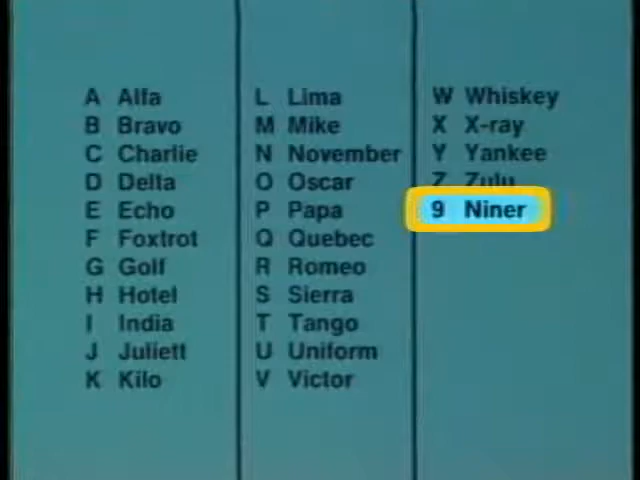 A Alfa
B Bravo
C Charlie
D Delta
E Echo
F Foxtrot
G Golf
H Hotel
I India
J Juliett
K Kilo
L Lima
M Mike
N November
O Oscar
P Papa
Q Quebec
R Romeo
S Sierra
T Tango
U Uniform
V Victor
W Whiskey
X X-ray
Y Yankee
Z Zulu
9 Niner